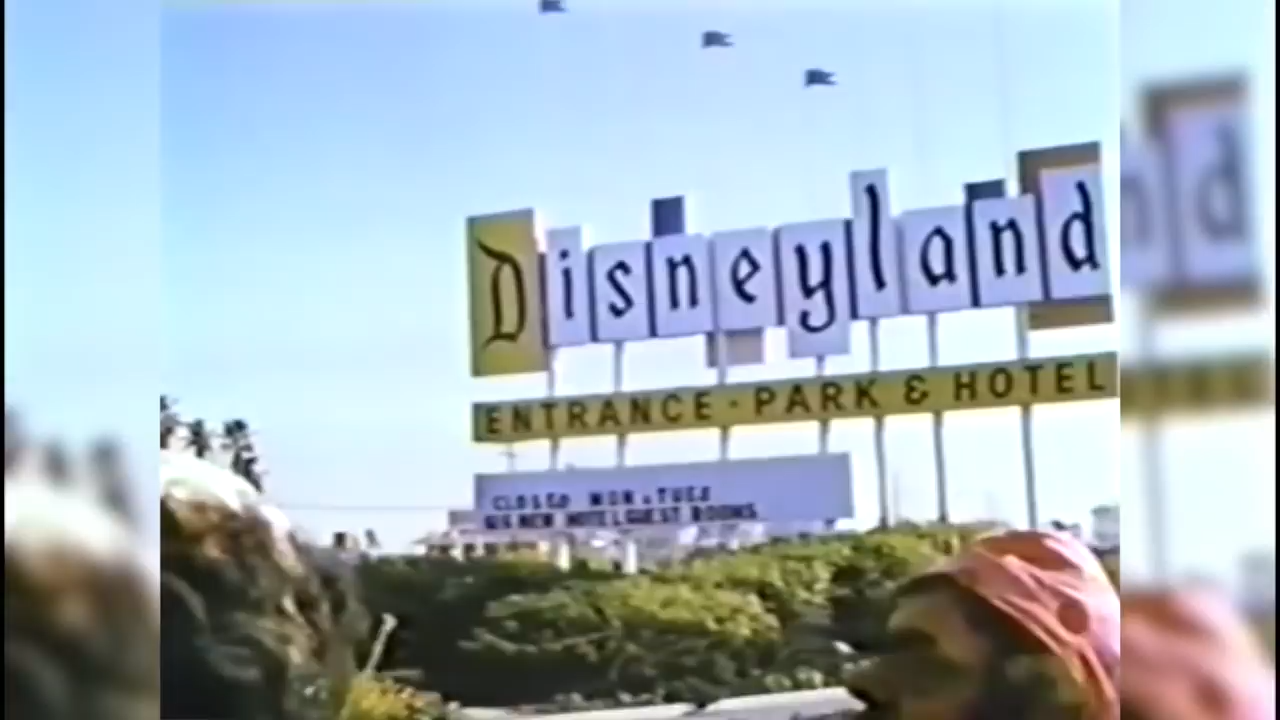 Disneyland
ENTRANCE · PARK & HOTEL
CLOSED MON & TUES
NEW HOTEL GUEST ROOMS